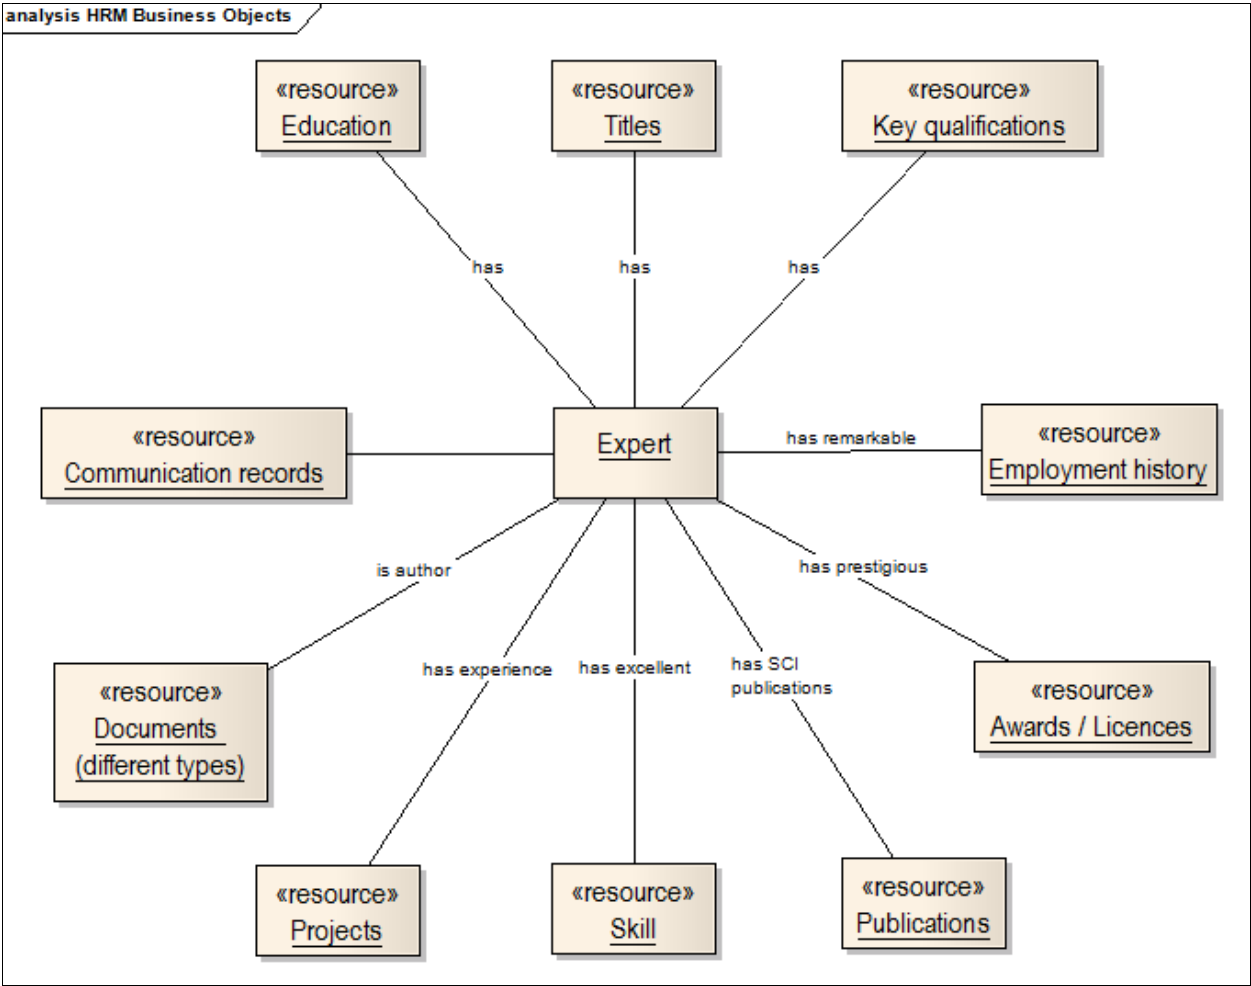 analysis HRM Business Objects
«resource»
Education
«resource»
Titles
«resource»
Key qualifications
has
has
has
«resource»
Communication records
Expert
has remarkable
«resource»
Employment history
is author
has prestigious
has experience
has excellent
has SCI
publications
«resource»
Documents
(different types)
«resource»
Awards / Licences
«resource»
Projects
«resource»
Skill
«resource»
Publications